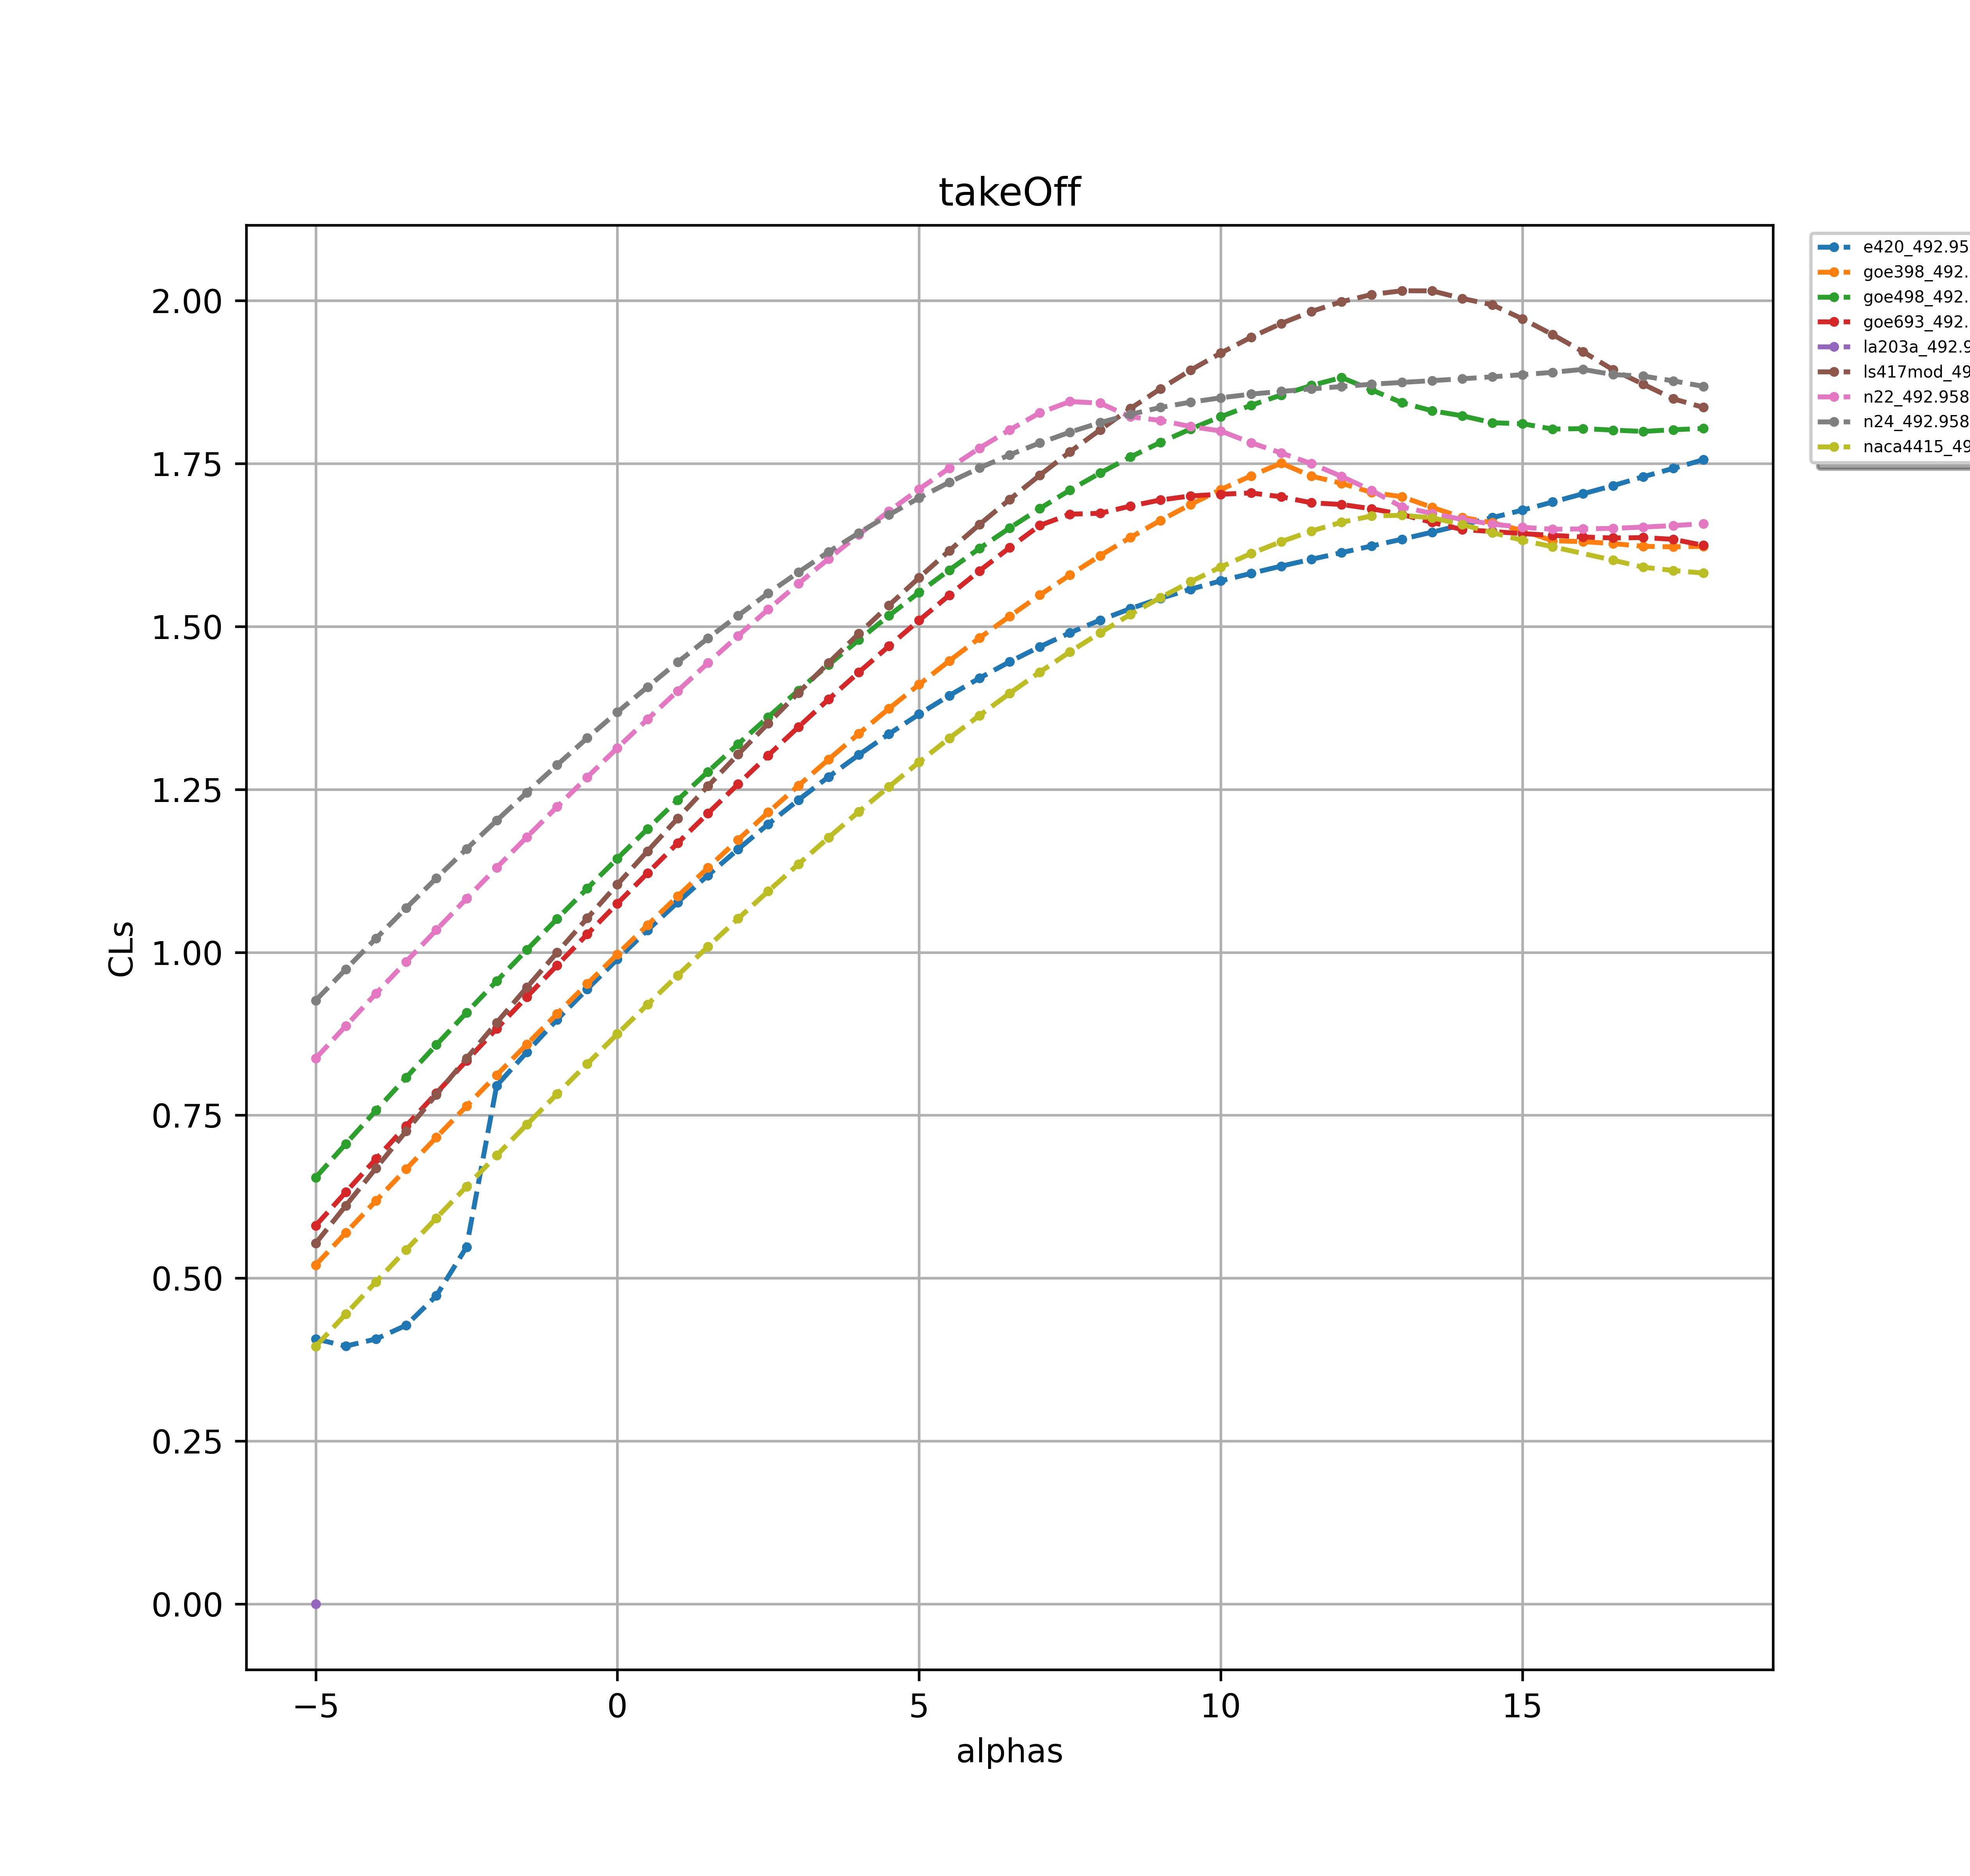 takeOff
e420_492.95
goe398_492.
goe498_492.
goe693_492.
la203a_492.9
ls417mod_49
n22_492.958
n24_492.958
naca4415_49
CLs
2.00
1.75
1.50
1.25
1.00
0.75
0.50
0.25
0.00
−5 0 5 10 15
alphas